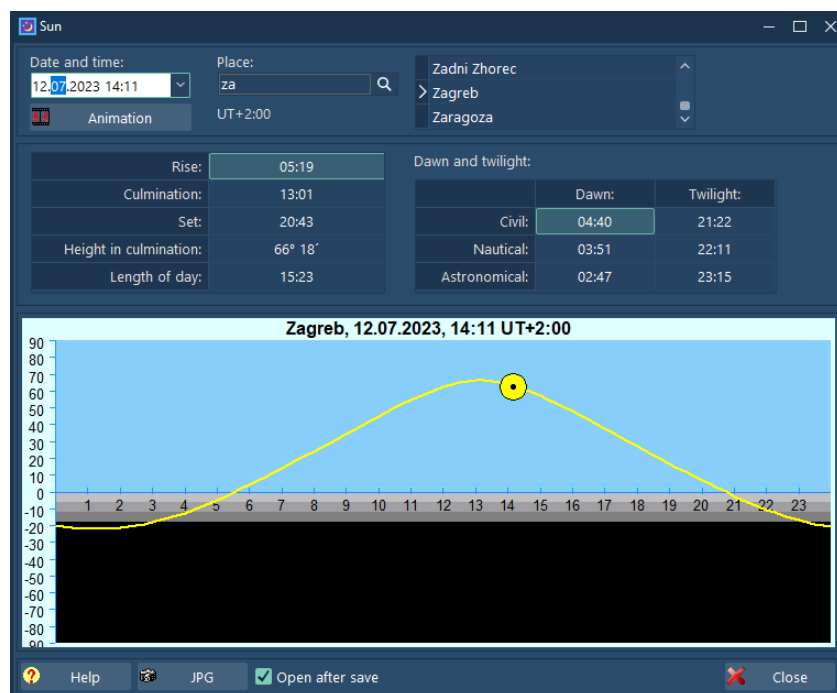 Sun
Date and time:
12.07.2023 14:11
Animation
Place:
za
UT+2:00
Zadni Zhorec
Zagreb
Zaragoza
Rise: 05:19
Culmination: 13:01
Set: 20:43
Height in culmination: 66° 18´
Length of day: 15:23
Dawn and twilight:
Dawn: Twilight:
Civil: 04:40 21:22
Nautical: 03:51 22:11
Astronomical: 02:47 23:15
Zagreb, 12.07.2023, 14:11 UT+2:00
90
80
70
60
50
40
30
20
10
0
1 2 3 4 5 6 7 8 9 10 11 12 13 14 15 16 17 18 19 20 21 22 23
-10
-20
-30
-40
-50
-60
-70
-80
-90
Help JPG Open after save Close